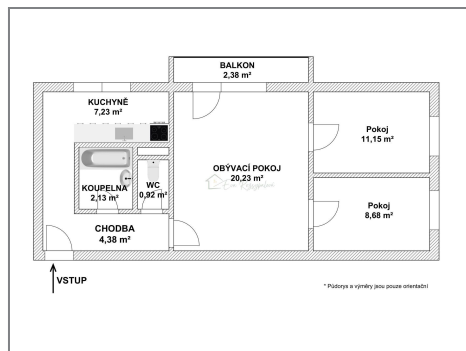 BALKON
2,38 m²
KUCHYNĚ
7,23 m²
Pokoj
11,15 m²
OBÝVACÍ POKOJ
20,23 m²
KOUPELNA
2,13 m²
WC
0,92 m²
Pokoj
8,68 m²
CHODBA
4,38 m²
VSTUP
* Půdorys a výměry jsou pouze orientační